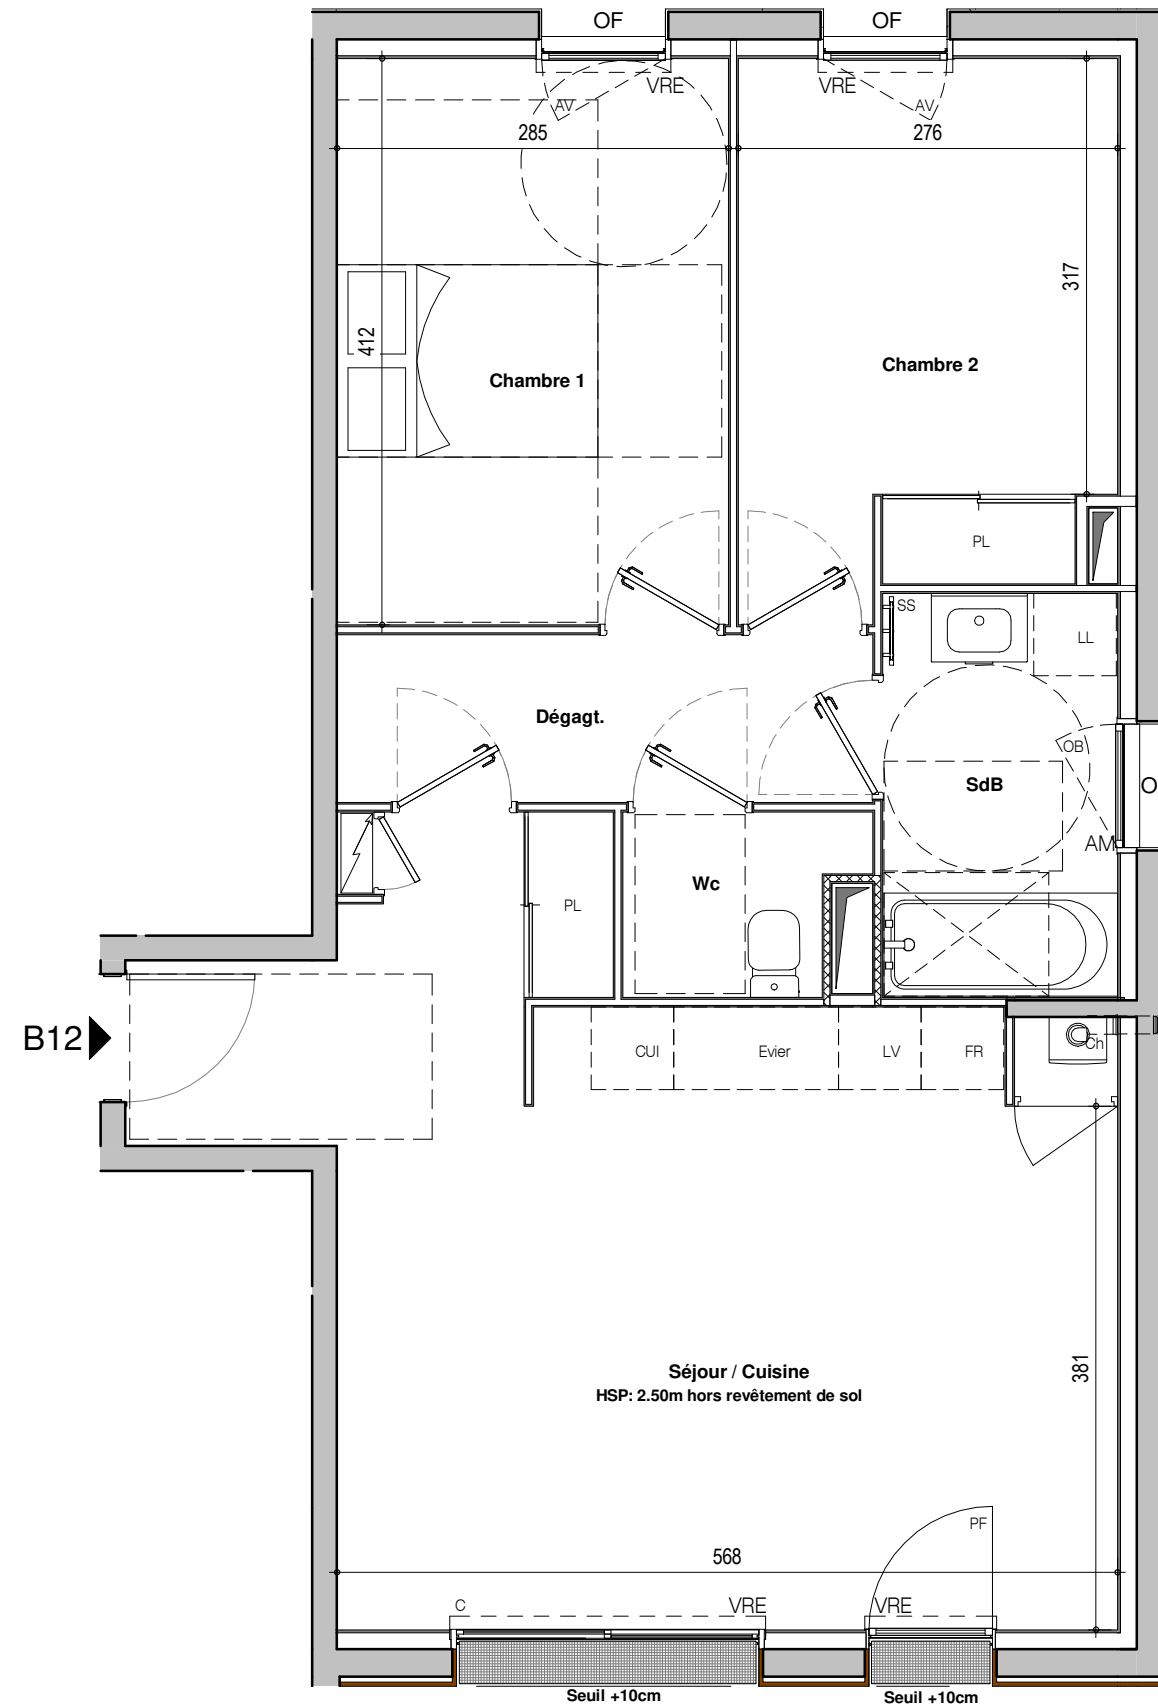 OF
OF
VRE
VRE
AV
AV
285
276
317
412
Chambre 1
Chambre 2
PL
SS
LL
Dégagt.
OB
SdB
O
AM
Wc
PL
B12
CUI
Evier
LV
FR
Ch
Séjour / Cuisine
HSP: 2.50m hors revêtement de sol
381
PF
568
C
VRE
VRE
Seuil +10cm
Seuil +10cm